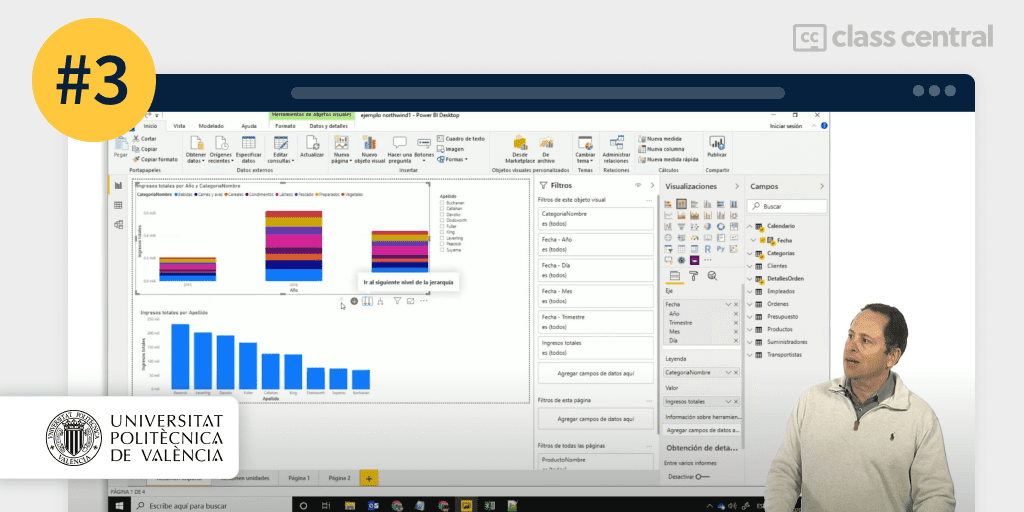 #3
cc class central
Herramientas de objetos visuales
ejemplo northwind1 - Power BI Desktop
Inicio
Vista
Modelado
Ayuda
Formato
Datos y detalles
Iniciar sesión
Pegar
Cortar
Copiar
Copiar formato
Portapapeles
Obtener datos
Orígenes recientes
Especificar datos
Editar consultas
Actualizar
Datos externos
Nueva página
Nuevo objeto visual
Hacer una pregunta
Botones
Cuadro de texto
Imagen
Formas
Insertar
Desde Marketplace
De archivo
Objetos visuales personalizados
Cambiar tema
Temas
Administrar relaciones
Relaciones
Nueva medida
Nueva columna
Nueva medida rápida
Cálculos
Publicar
Compartir
Ingresos totales por Año y CategoriaNombre
CategoriaNombre
Bebidas
Carnes y aves
Cereales
Condimentos
Lácteos
Pescado
Preparados
Vegetales
Ingresos totales
Año
Apellido
Buchanan
Callahan
Davolio
Dodsworth
Fuller
King
Leverling
Peacock
Suyama
Ir al siguiente nivel de la jerarquía
Ingresos totales por Apellido
Ingresos totales
Apellido
Filtros
Filtros de este objeto visual
CategoriaNombre
es (todos)
Fecha - Año
es (todos)
Fecha - Día
es (todos)
Fecha - Mes
es (todos)
Fecha - Trimestre
es (todos)
Ingresos totales
es (todos)
Agregar campos de datos aquí
Filtros de esta página
Agregar campos de datos aquí
Filtros de todas las páginas
ProductoNombre
Visualizaciones
Eje
Fecha
Año
Trimestre
Mes
Día
Leyenda
CategoriaNombre
Valor
Ingresos totales
Información sobre herramien...
Agregar campos de datos a...
Obtención de deta...
Entre varios informes
Desactivar
Campos
Buscar
Calendario
Fecha
Categorias
Clientes
DetallesOrden
Empleados
Ordenes
Presupuesto
Productos
Suministradores
Transportistas
UNIVERSITAT
POLITÈCNICA
DE VALÈNCIA
Página 1
Página 2
PÁGINA 1 DE 4
Escribe aquí para buscar